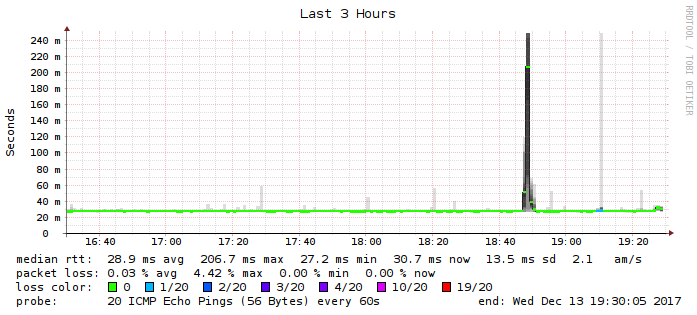 Last 3 Hours
RRDTOOL / TOBI OETIKER
Seconds
240 m
220 m
200 m
180 m
160 m
140 m
120 m
100 m
80 m
60 m
40 m
20 m
0
16:40 17:00 17:20 17:40 18:00 18:20 18:40 19:00 19:20
median rtt: 28.9 ms avg 206.7 ms max 27.2 ms min 30.7 ms now 13.5 ms sd 2.1 am/s
packet loss: 0.03 % avg 4.42 % max 0.00 % min 0.00 % now
loss color: 0 1/20 2/20 3/20 4/20 10/20 19/20
probe: 20 ICMP Echo Pings (56 Bytes) every 60s end: Wed Dec 13 19:30:05 2017